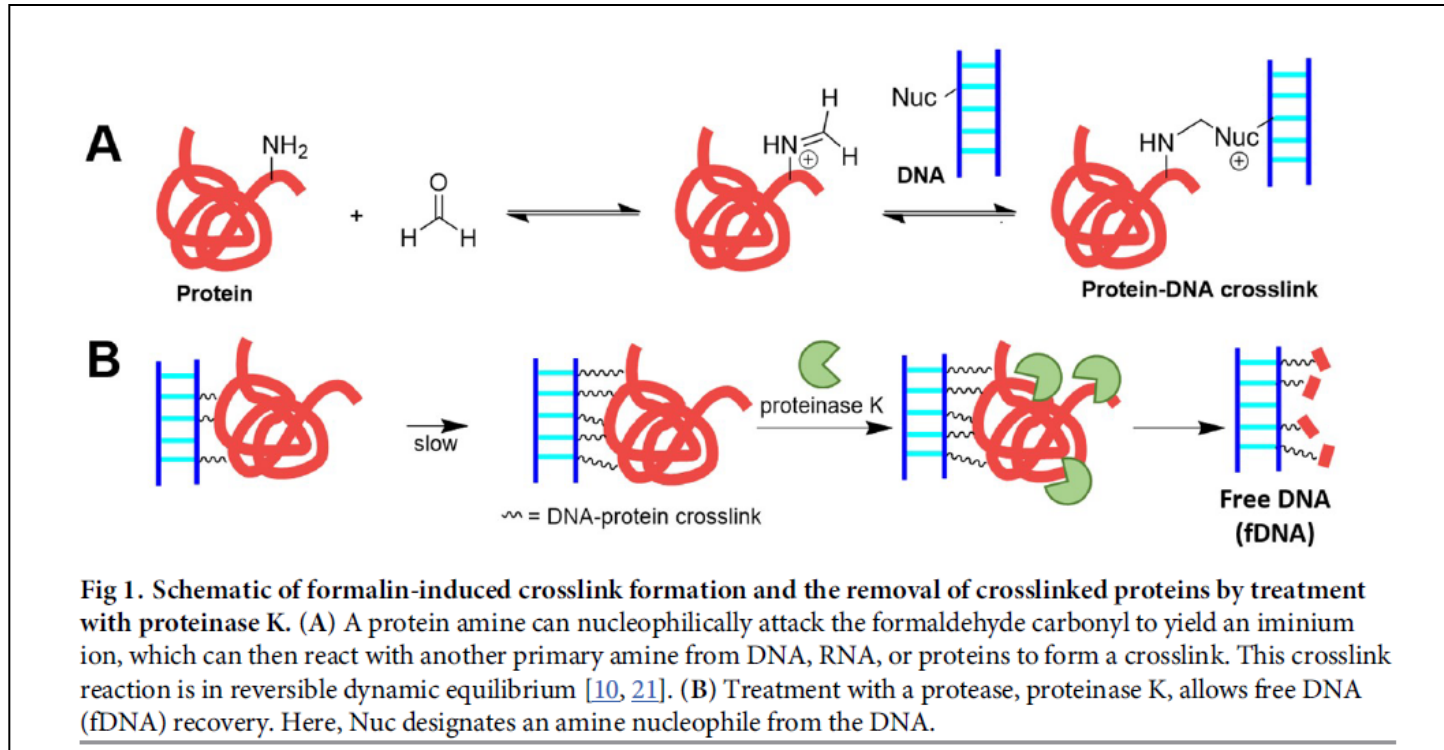 A
NH2
+
O
H H
Protein
H
HN
⊕
H
Nuc
DNA
HN
Nuc
⊕
Protein-DNA crosslink
B
slow
proteinase K
= DNA-protein crosslink
Free DNA
(fDNA)
Fig 1. Schematic of formalin-induced crosslink formation and the removal of crosslinked proteins by treatment
with proteinase K. (A) A protein amine can nucleophilically attack the formaldehyde carbonyl to yield an iminium
ion, which can then react with another primary amine from DNA, RNA, or proteins to form a crosslink. This crosslink
reaction is in reversible dynamic equilibrium [10, 21]. (B) Treatment with a protease, proteinase K, allows free DNA
(fDNA) recovery. Here, Nuc designates an amine nucleophile from the DNA.